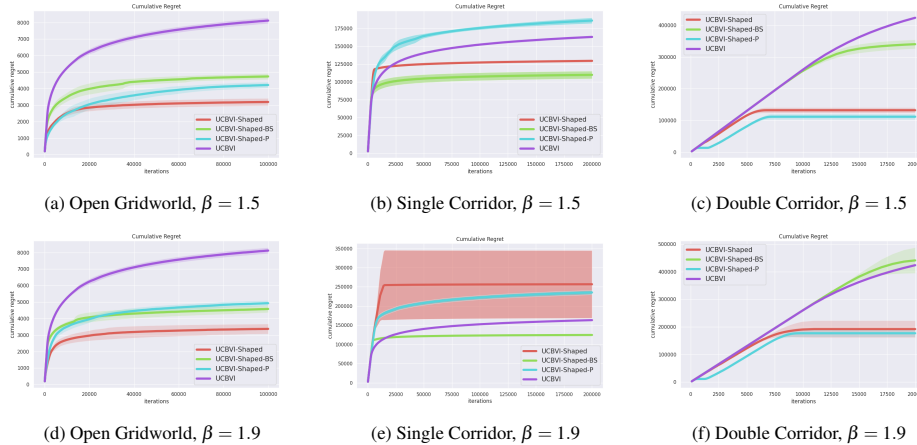 Cumulative Regret
8000
7000
6000
5000
4000
3000
2000
1000
0
cumulative regret
0 20000 40000 60000 80000 100000
iterations
UCBVI-Shaped
UCBVI-Shaped-BS
UCBVI-Shaped-P
UCBVI
(a) Open Gridworld, β = 1.5
Cumulative Regret
175000
150000
125000
100000
75000
50000
25000
0
cumulative regret
0 25000 50000 75000 100000 125000 150000 175000 200000
iterations
UCBVI-Shaped
UCBVI-Shaped-BS
UCBVI-Shaped-P
UCBVI
(b) Single Corridor, β = 1.5
Cumulative Regret
400000
300000
200000
100000
0
cumulative regret
0 2500 5000 7500 10000 12500 15000 17500 200
iterations
UCBVI-Shaped
UCBVI-Shaped-BS
UCBVI-Shaped-P
UCBVI
(c) Double Corridor, β = 1.5
Cumulative Regret
8000
7000
6000
5000
4000
3000
2000
1000
0
cumulative regret
0 20000 40000 60000 80000 100000
iterations
UCBVI-Shaped
UCBVI-Shaped-BS
UCBVI-Shaped-P
UCBVI
(d) Open Gridworld, β = 1.9
Cumulative Regret
350000
300000
250000
200000
150000
100000
50000
0
cumulative regret
0 25000 50000 75000 100000 125000 150000 175000 200000
iterations
UCBVI-Shaped
UCBVI-Shaped-BS
UCBVI-Shaped-P
UCBVI
(e) Single Corridor, β = 1.9
Cumulative Regret
500000
400000
300000
200000
100000
0
cumulative regret
0 2500 5000 7500 10000 12500 15000 17500 200
iterations
UCBVI-Shaped
UCBVI-Shaped-BS
UCBVI-Shaped-P
UCBVI
(f) Double Corridor, β = 1.9